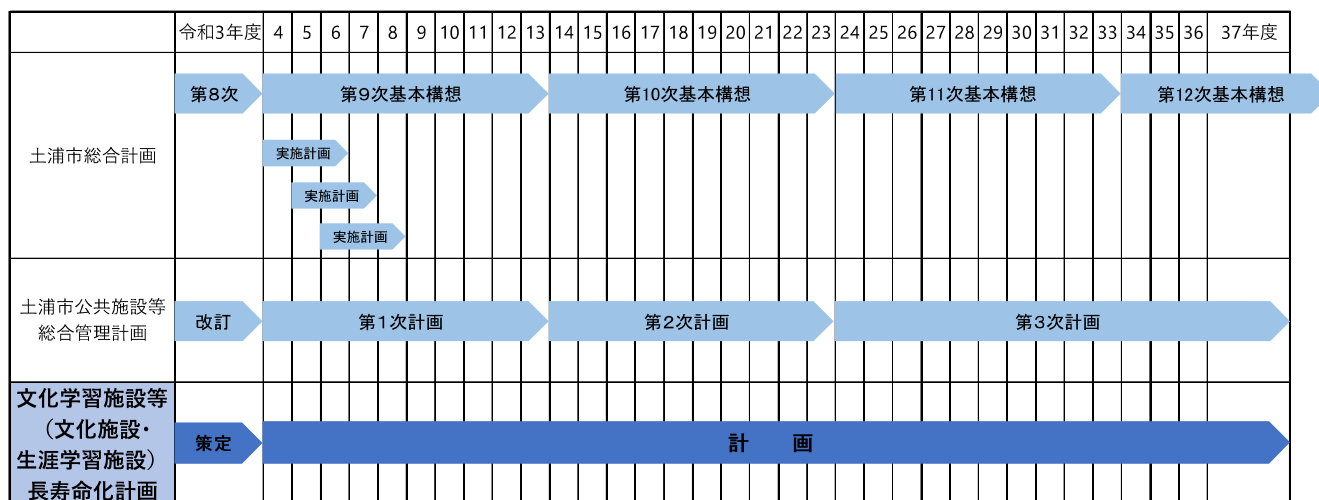 令和3年度 4 5 6 7 8 9 10 11 12 13 14 15 16 17 18 19 20 21 22 23 24 25 26 27 28 29 30 31 32 33 34 35 36 37年度
土浦市総合計画
第8次 第9次基本構想 第10次基本構想 第11次基本構想 第12次基本構想
実施計画
実施計画
実施計画
土浦市公共施設等
総合管理計画
改訂 第1次計画 第2次計画 第3次計画
文化学習施設等
(文化施設・
生涯学習施設)
長寿命化計画
策定 計 画